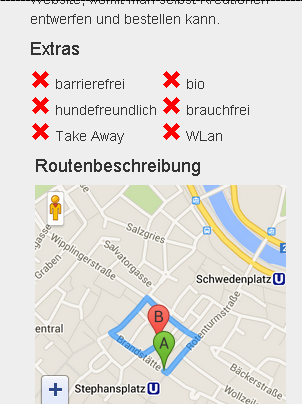 Website, womit man selbst Kreationen
entwerfen und bestellen kann.
Extras
barrierefrei bio
hundefreundlich brauchfrei
Take Away WLan
Routenbeschreibung
Salzgries
Wipplingerstraße
Salvatorgasse
Graben
Schwedenplatz U
Rotenturmstraße
B
entral
Brandstätte
A
Bäckerstraße
Stephansplatz U
Wollzeile
+